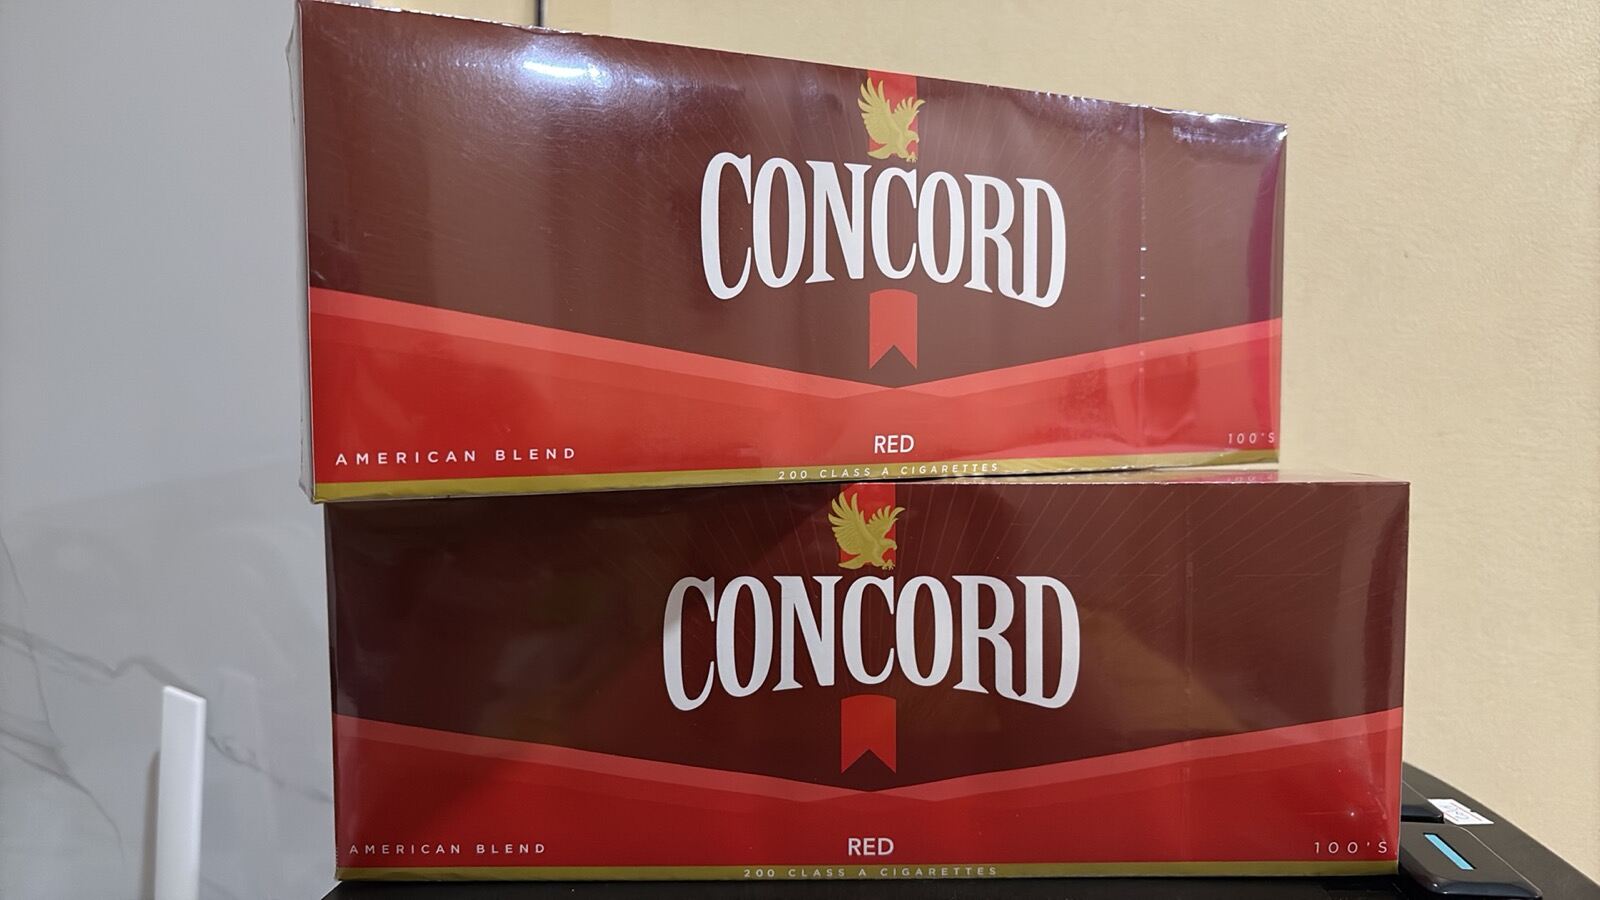 CONCORD
RED
AMERICAN BLEND
100'S
200 CLASS A CIGARETTES
CONCORD
RED
AMERICAN BLEND
100'S
200 CLASS A CIGARETTES